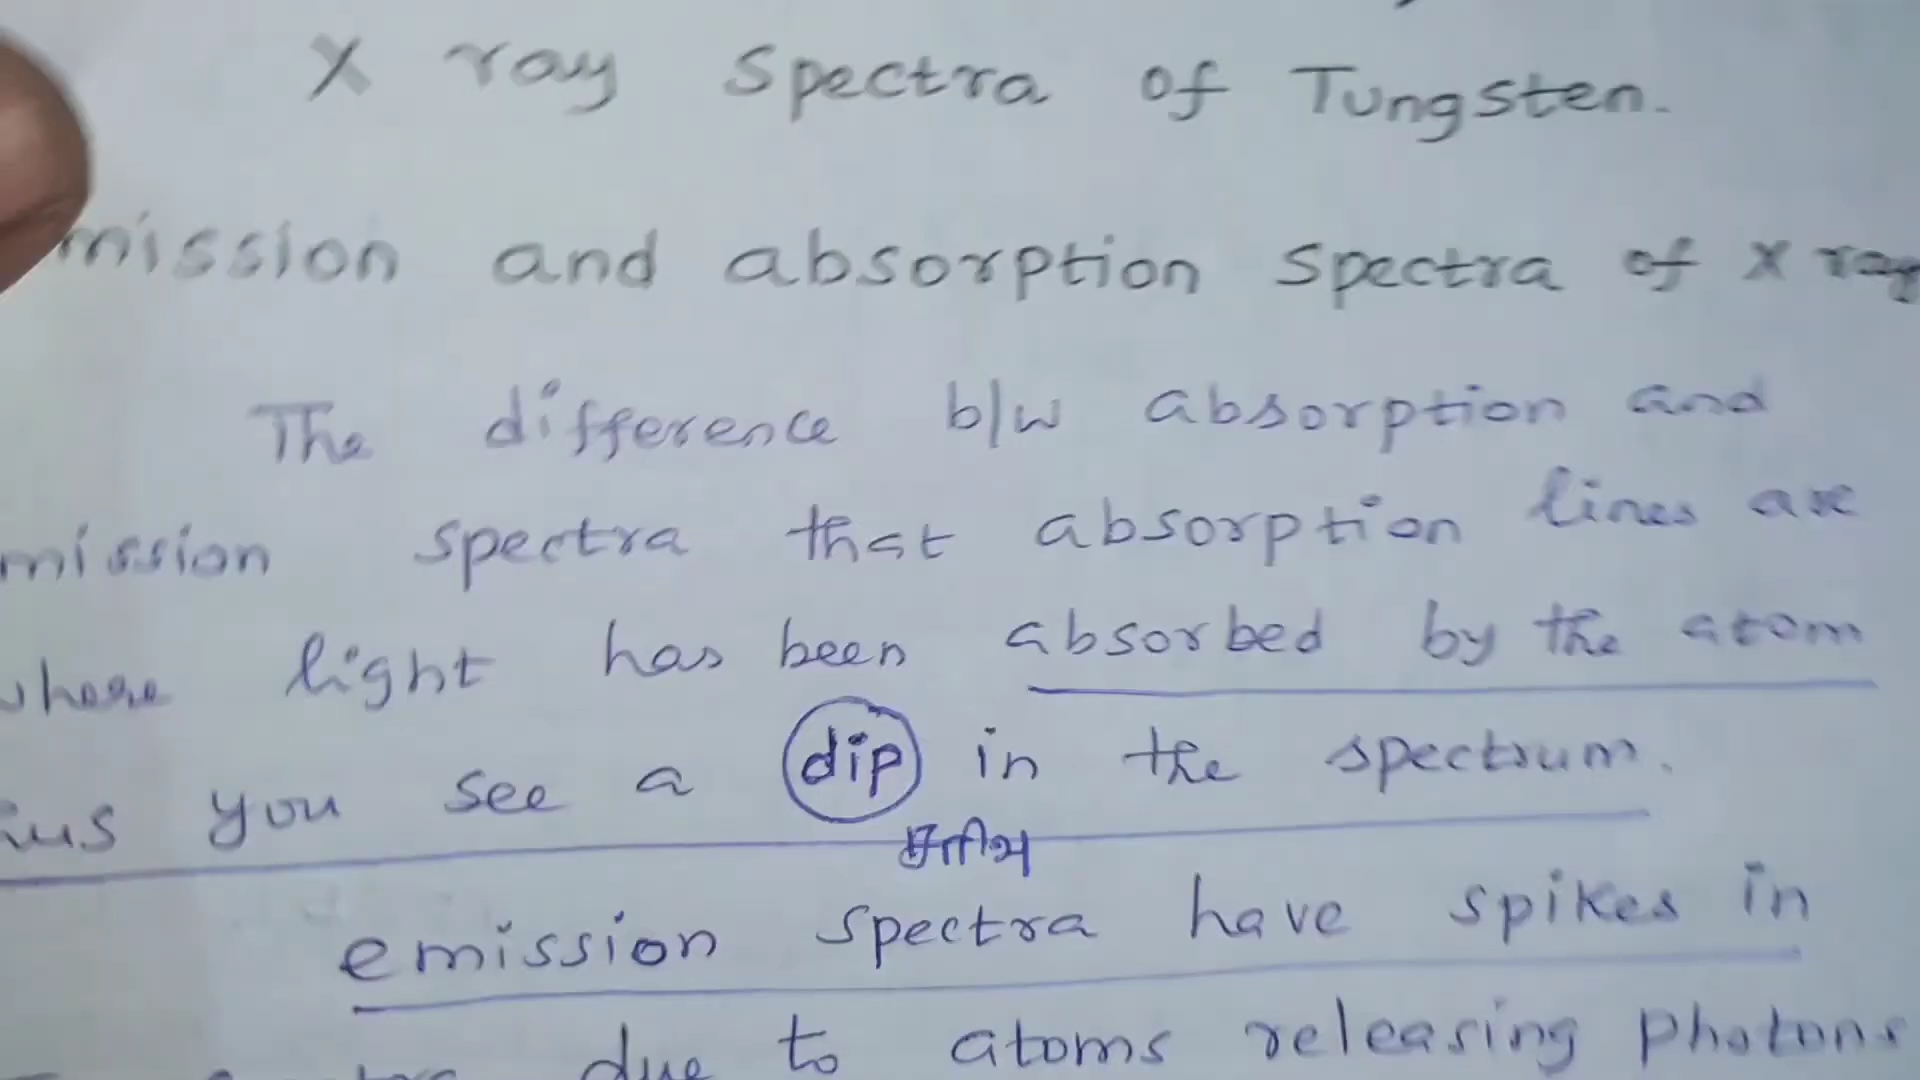 X ray Spectra of Tungsten.
mission and absorption Spectra of X ray
The difference b/w absorption and
mission spectra that absorption lines are
where light has been absorbed by the atom
you see a dip in the spectrum.
emission spectra have spikes in
due to atoms releasing photons